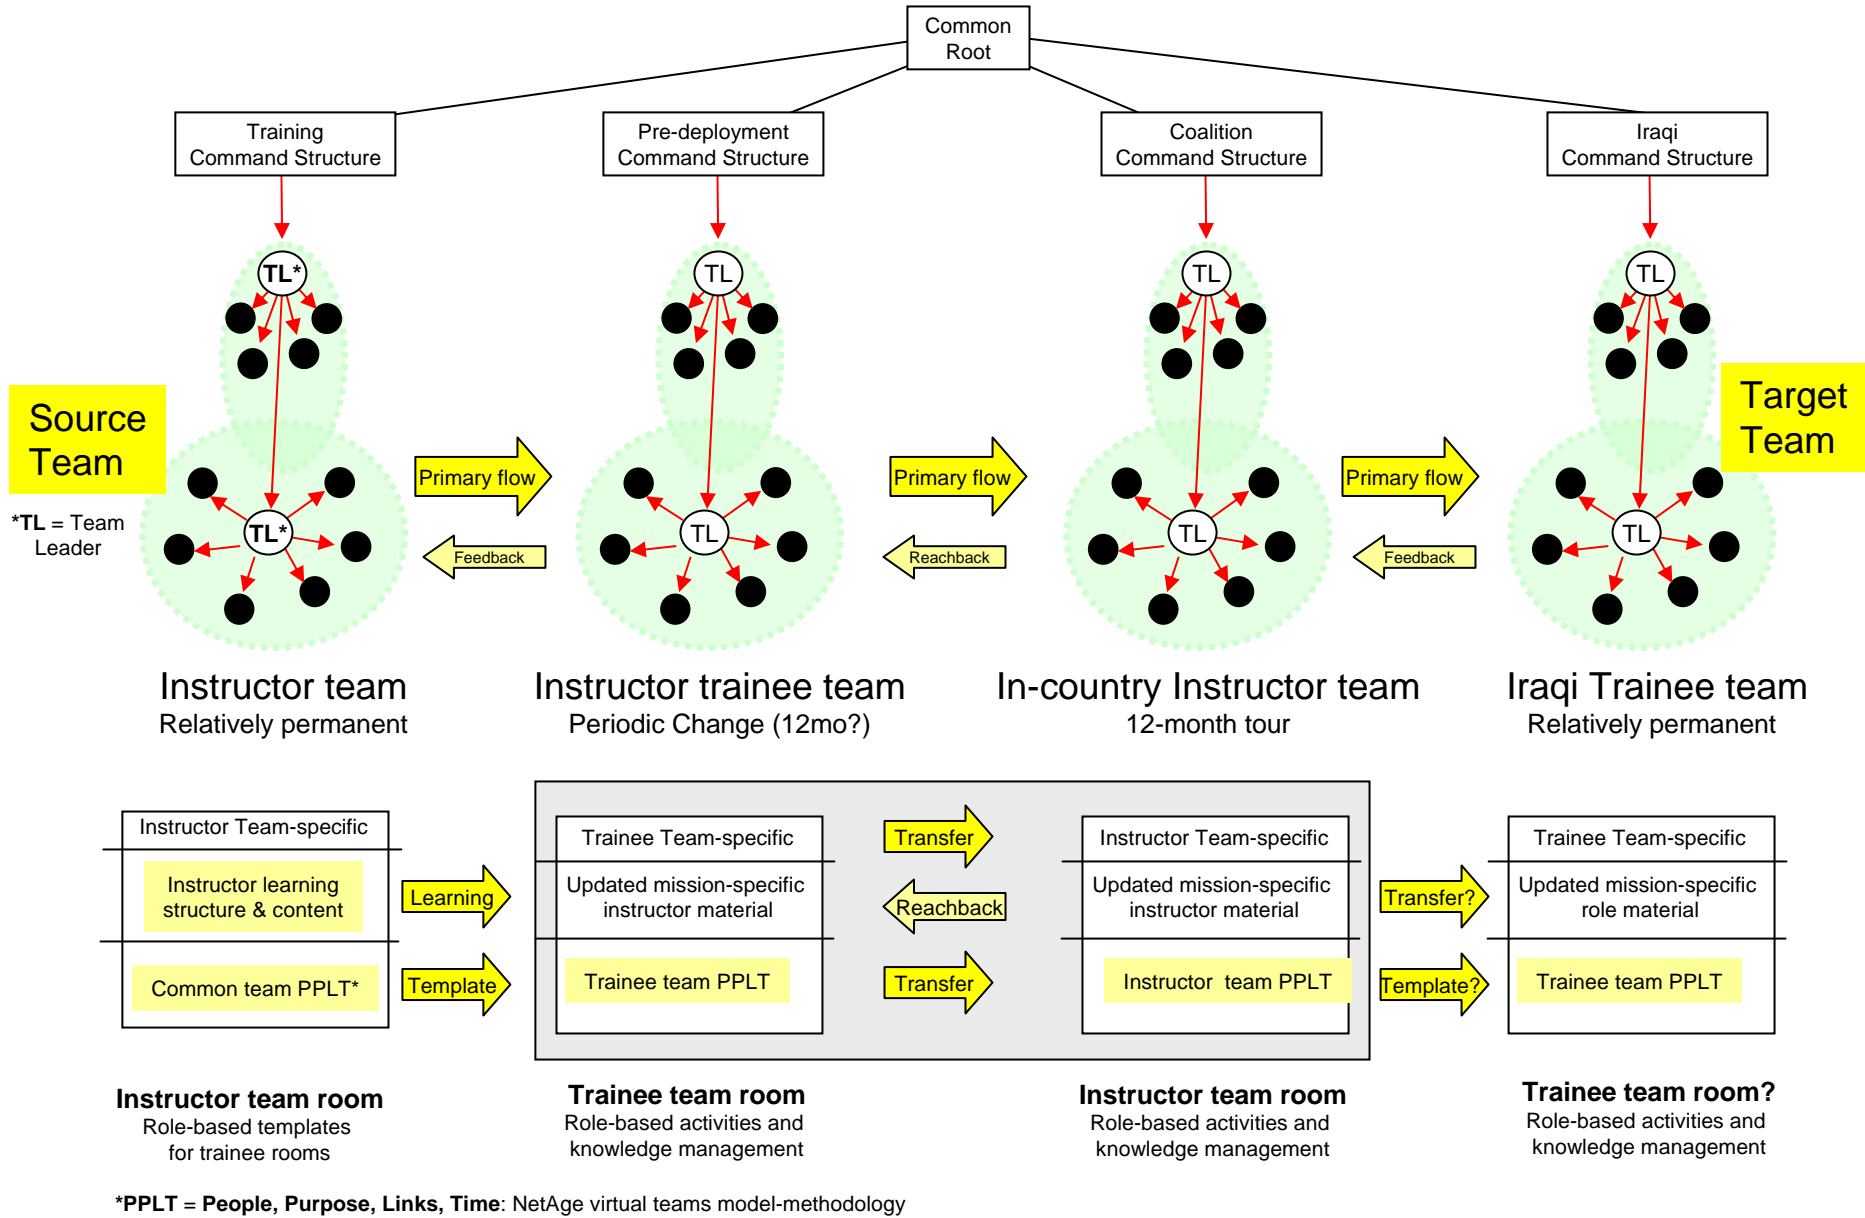 Common
Root
Training
Command Structure
Pre-deployment
Command Structure
Coalition
Command Structure
Iraqi
Command Structure
TL*
TL
TL
TL
Source
Team
Target
Team
Primary flow
Primary flow
Primary flow
*TL = Team
Leader
TL*
TL
TL
TL
Feedback
Reachback
Feedback
Instructor team
Relatively permanent
Instructor trainee team
Periodic Change (12mo?)
In-country Instructor team
12-month tour
Iraqi Trainee team
Relatively permanent
Instructor Team-specific
Instructor learning
structure & content
Common team PPLT*
Learning
Template
Trainee Team-specific
Updated mission-specific
instructor material
Trainee team PPLT
Transfer
Reachback
Transfer
Instructor Team-specific
Updated mission-specific
instructor material
Instructor team PPLT
Transfer?
Template?
Trainee Team-specific
Updated mission-specific
role material
Trainee team PPLT
Instructor team room
Role-based templates
for trainee rooms
Trainee team room
Role-based activities and
knowledge management
Instructor team room
Role-based activities and
knowledge management
Trainee team room?
Role-based activities and
knowledge management
*PPLT = People, Purpose, Links, Time: NetAge virtual teams model-methodology